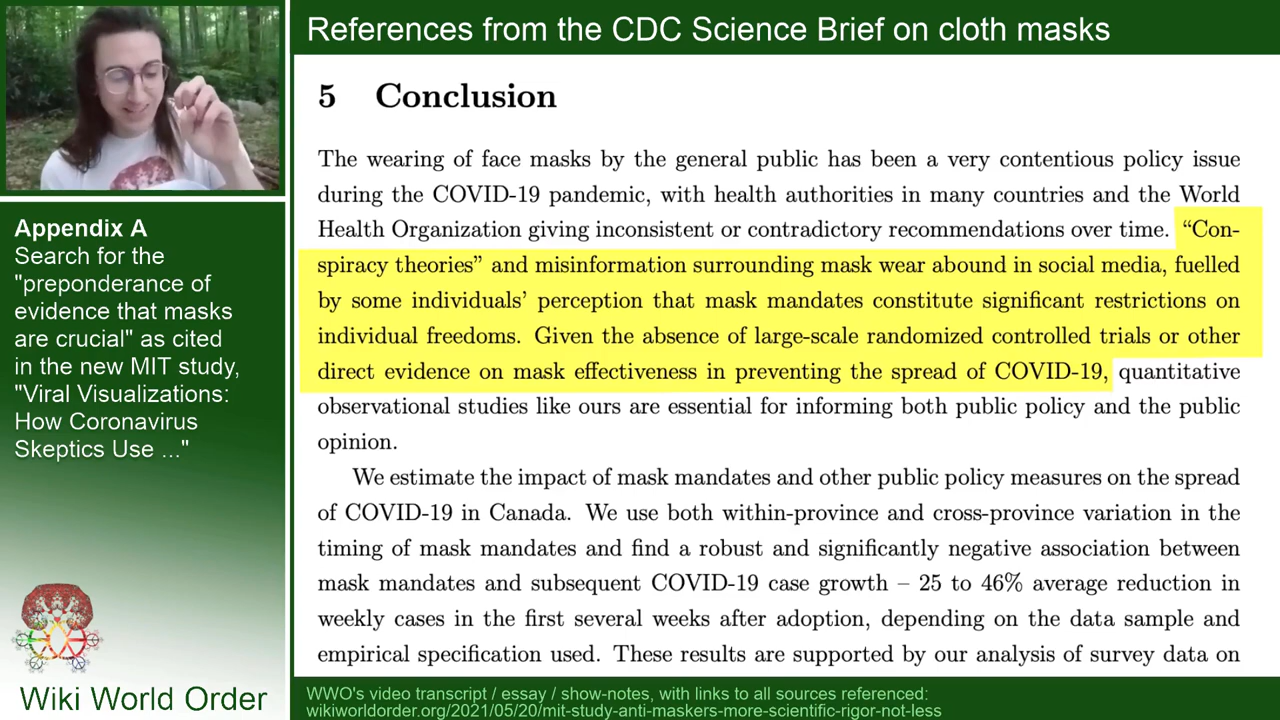 References from the CDC Science Brief on cloth masks
Appendix A
Search for the
"preponderance of
evidence that masks
are crucial" as cited
in the new MIT study,
"Viral Visualizations:
How Coronavirus
Skeptics Use ..."
Wiki World Order
5 Conclusion
The wearing of face masks by the general public has been a very contentious policy issue
during the COVID-19 pandemic, with health authorities in many countries and the World
Health Organization giving inconsistent or contradictory recommendations over time. “Con-
spiracy theories” and misinformation surrounding mask wear abound in social media, fuelled
by some individuals’ perception that mask mandates constitute significant restrictions on
individual freedoms. Given the absence of large-scale randomized controlled trials or other
direct evidence on mask effectiveness in preventing the spread of COVID-19, quantitative
observational studies like ours are essential for informing both public policy and the public
opinion.
We estimate the impact of mask mandates and other public policy measures on the spread
of COVID-19 in Canada. We use both within-province and cross-province variation in the
timing of mask mandates and find a robust and significantly negative association between
mask mandates and subsequent COVID-19 case growth – 25 to 46% average reduction in
weekly cases in the first several weeks after adoption, depending on the data sample and
empirical specification used. These results are supported by our analysis of survey data on
WWO's video transcript / essay / show-notes, with links to all sources referenced:
wikiworldorder.org/2021/05/20/mit-study-anti-maskers-more-scientific-rigor-not-less